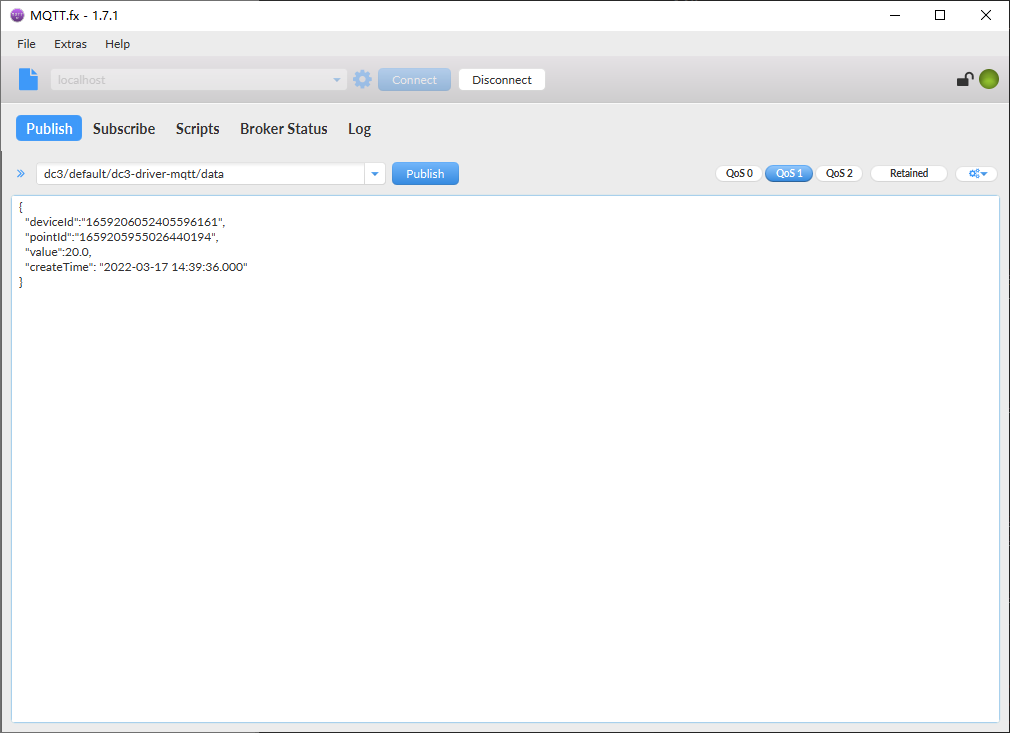 MQTT.fx - 1.7.1
File Extras Help
localhost Connect Disconnect
Publish Subscribe Scripts Broker Status Log
dc3/default/dc3-driver-mqtt/data Publish QoS 0 QoS 1 QoS 2 Retained
{
"deviceId":"1659206052405596161",
"pointId":"1659205955026440194",
"value":20.0,
"createTime": "2022-03-17 14:39:36.000"
}